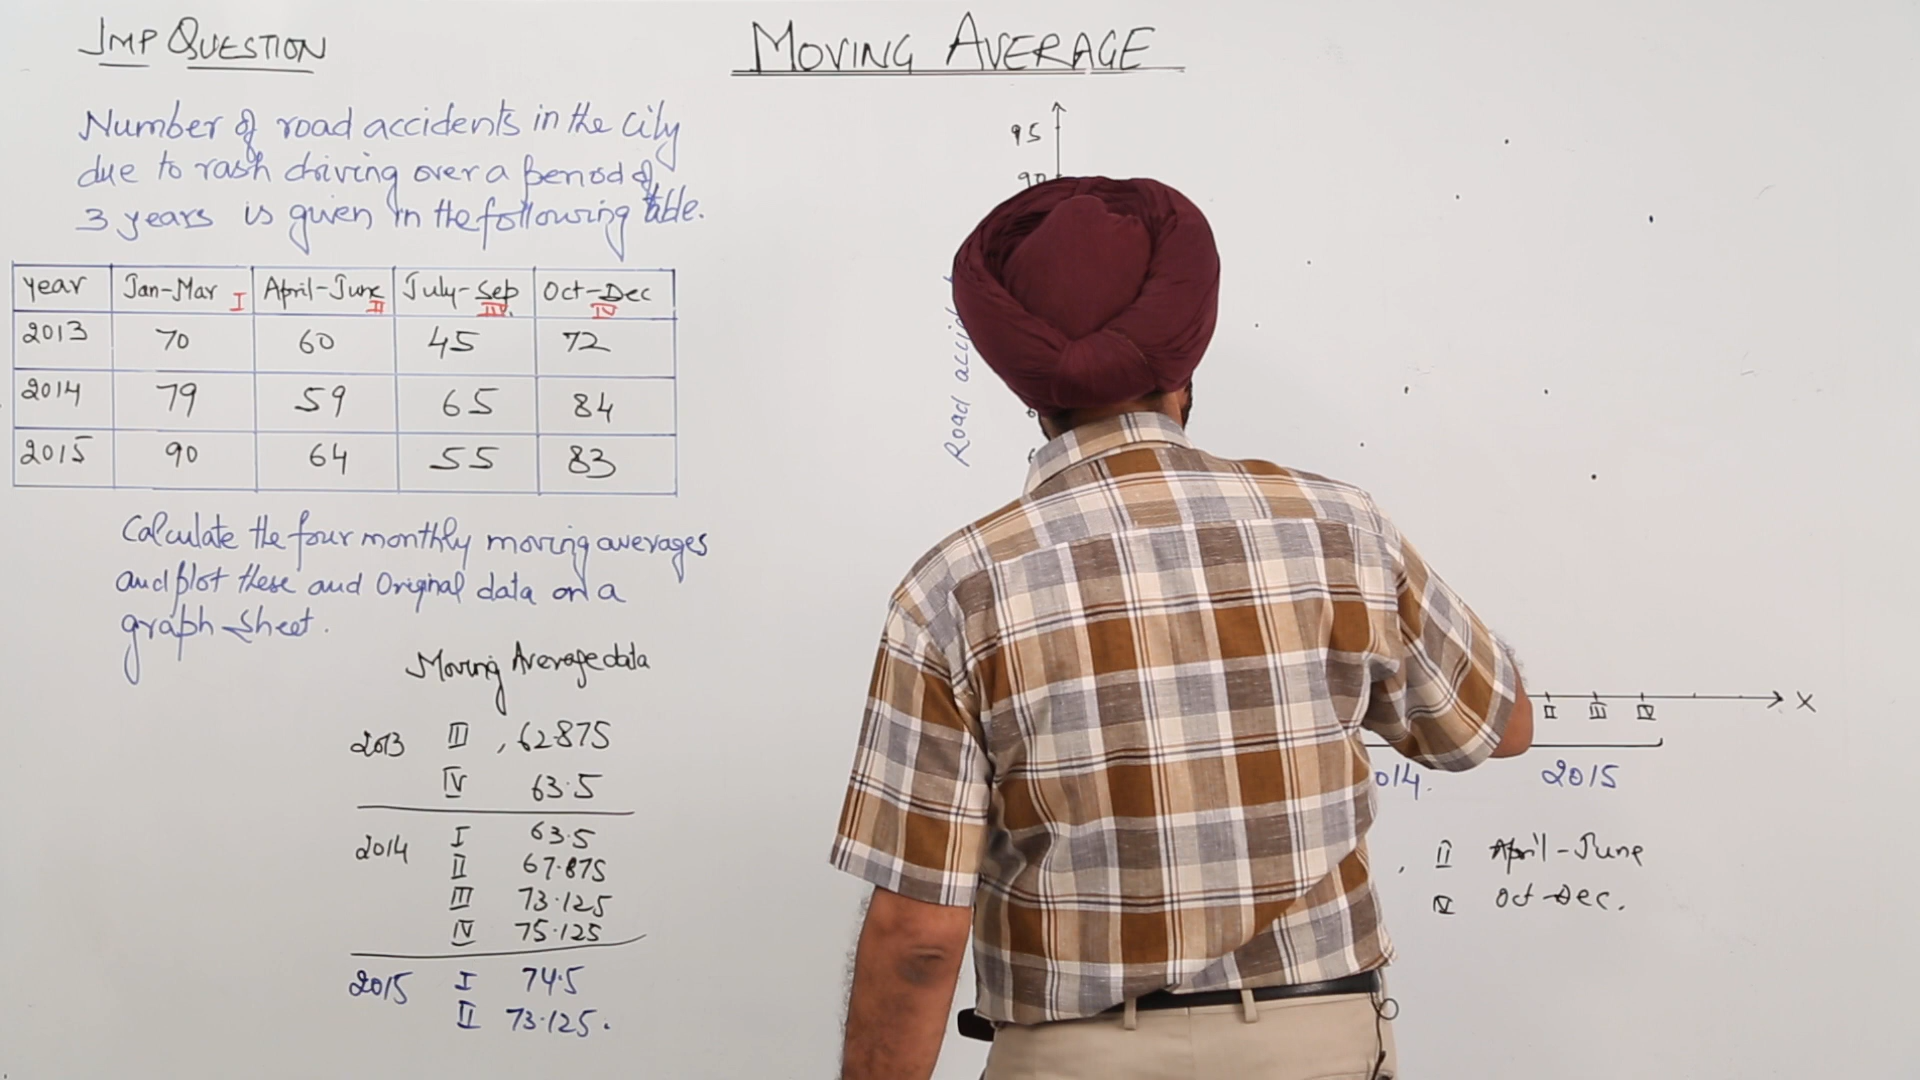 IMP QUESTION
MOVING AVERAGE
Number of road accidents in the City
due to rash driving over a period of
3 years is given in the following table.
year Jan-Mar I April-June II July-Sep III Oct-Dec IV
2013 70 60 45 72
2014 79 59 65 84
2015 90 64 55 83
Calculate the four monthly moving averages
and plot these and Original data on a
graph sheet.
Moving Average data
2013 III 62.875
IV 63.5
2014 I 63.5
II 67.875
III 73.125
IV 75.125
2015 I 74.5
II 73.125.
95
90
Road
II III IV X
2015
II April-June
IV Oct-Dec.